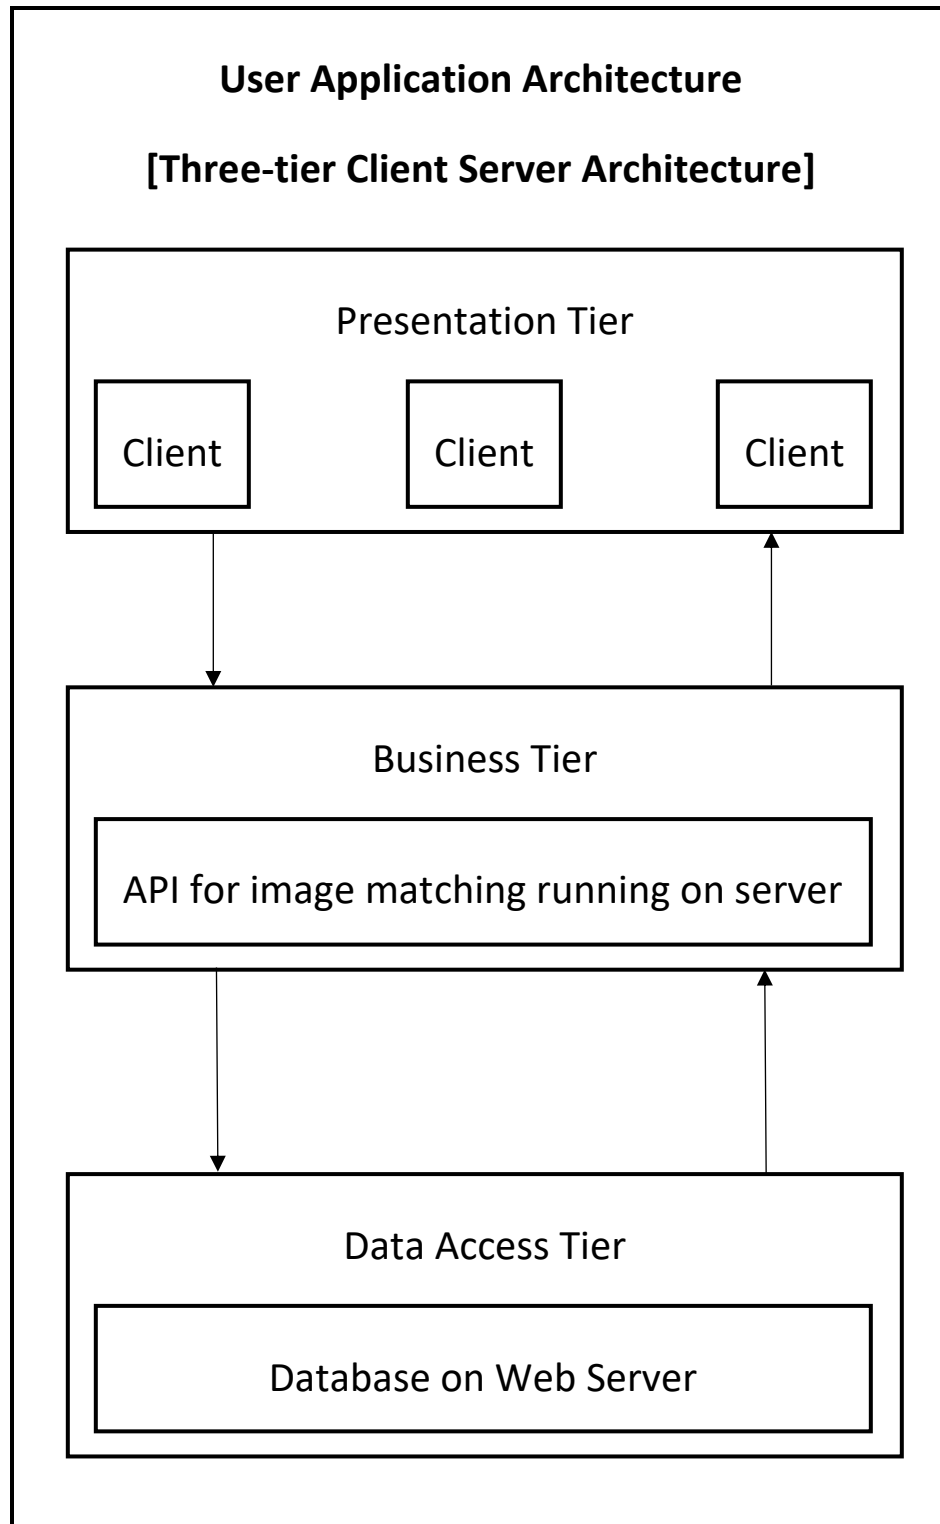 User Application Architecture
[Three-tier Client Server Architecture]
Presentation Tier
Client
Client
Client
Business Tier
API for image matching running on server
Data Access Tier
Database on Web Server